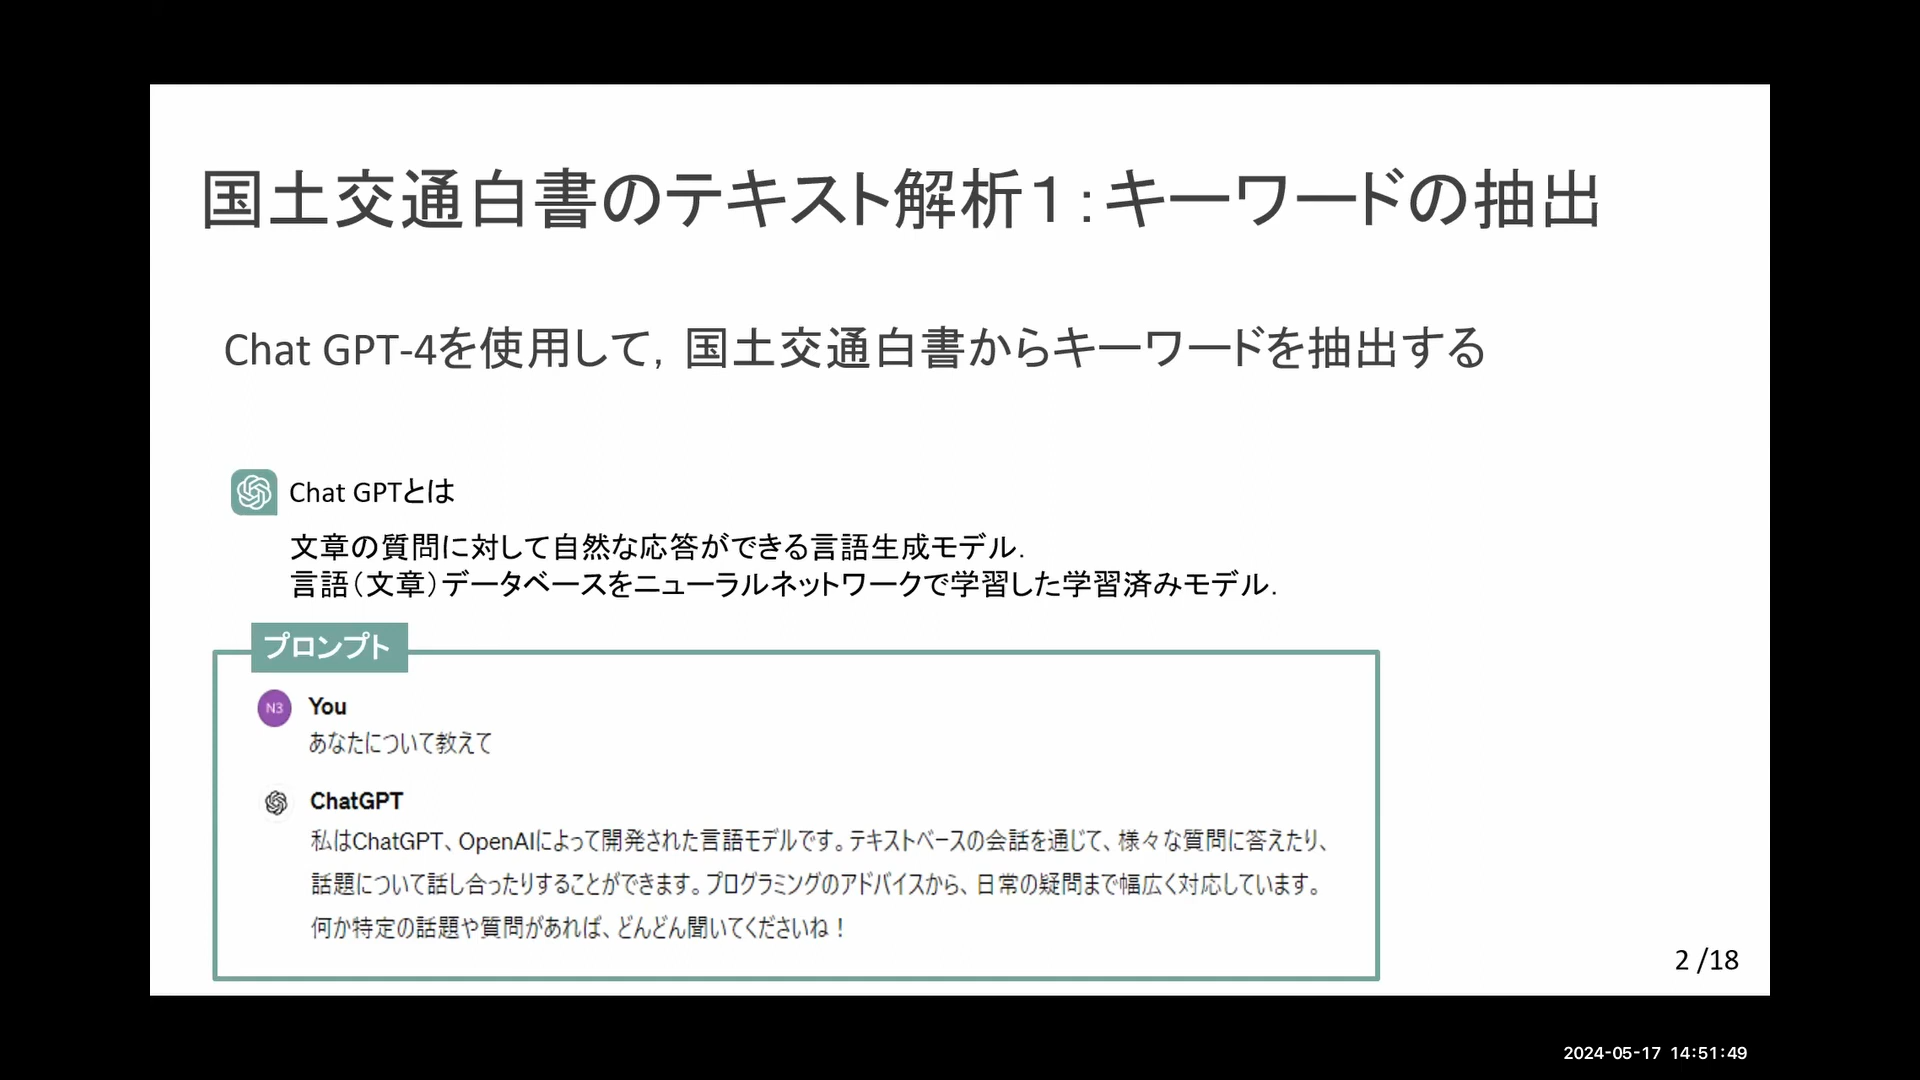 国土交通白書のテキスト解析１：キーワードの抽出
Chat GPT-4を使用して，国土交通白書からキーワードを抽出する
Chat GPTとは
文章の質問に対して自然な応答ができる言語生成モデル．
言語（文章）データベースをニューラルネットワークで学習した学習済みモデル．
プロンプト
N3 You
あなたについて教えて
ChatGPT
私はChatGPT、OpenAIによって開発された言語モデルです。テキストベースの会話を通じて、様々な質問に答えたり、
話題について話し合ったりすることができます。プログラミングのアドバイスから、日常の疑問まで幅広く対応しています。
何か特定の話題や質問があれば、どんどん聞いてくださいね！
2 /18
2024-05-17 14:51:49